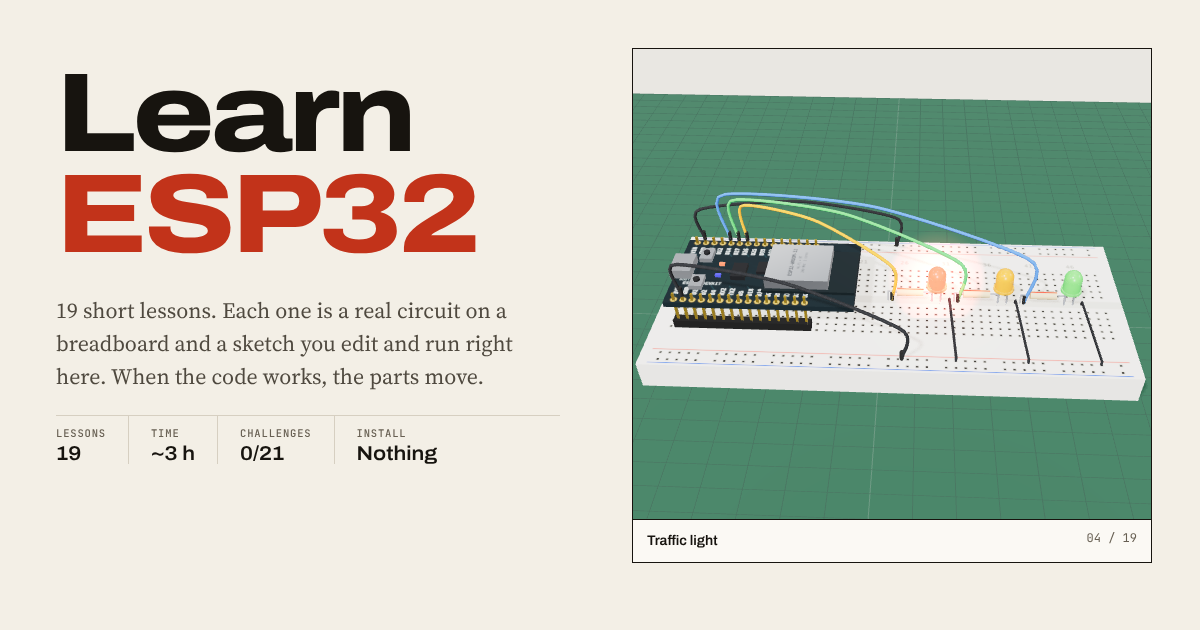 Learn
ESP32
19 short lessons. Each one is a real circuit on a
breadboard and a sketch you edit and run right
here. When the code works, the parts move.
LESSONS
19
TIME
~3 h
CHALLENGES
0/21
INSTALL
Nothing
Traffic light
04 / 19